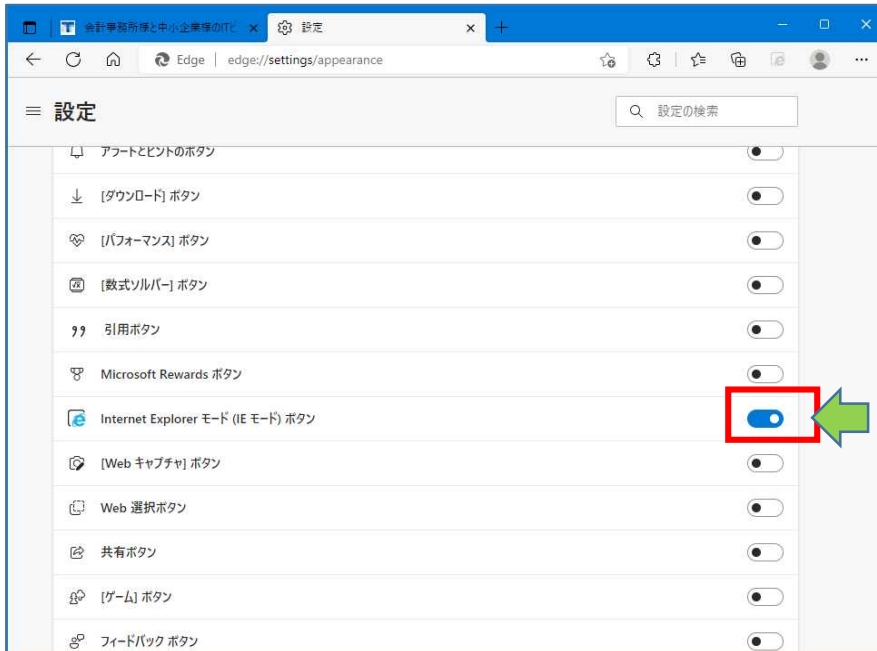 会計事務所様と中小企業様のITビ
設定
Edge
edge://settings/appearance
設定
設定の検索
アラートとヒントのボタン
[ダウンロード] ボタン
[パフォーマンス] ボタン
[数式ソルバー] ボタン
引用ボタン
Microsoft Rewards ボタン
Internet Explorer モード (IE モード) ボタン
[Web キャプチャ] ボタン
Web 選択ボタン
共有ボタン
[ゲーム] ボタン
フィードバック ボタン